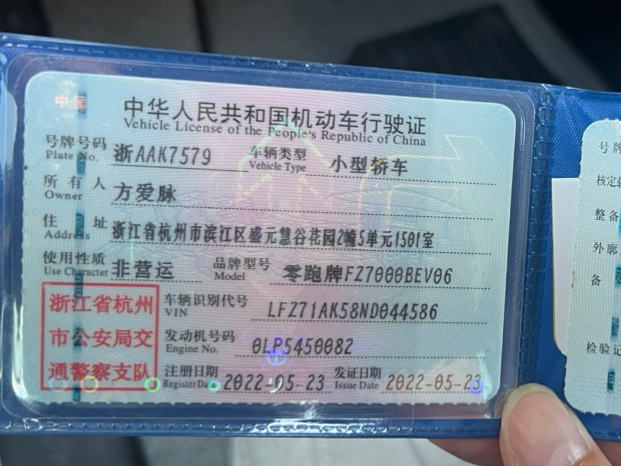 中华人民共和国机动车行驶证
Vehicle License of the People's Republic of China
号牌号码 浙AAK7579 车辆类型 小型轿车
Plate No. Vehicle Type
所有人 方爱脉
Owner
住址 浙江省杭州市滨江区盛元慧谷花园2幢5单元1501室
Address
使用性质 非营运 品牌型号 零跑牌FZ7000BEV06
Use Character Model
浙江省杭州
市公安局交
通警察支队
车辆识别代号 LFZ71AK58ND044586
VIN
发动机号码 0LP5450082
Engine No.
注册日期 2022-05-23 发证日期 2022-05-23
Register Date Issue Date
号牌
核定载
整备
外廓
备
检验记